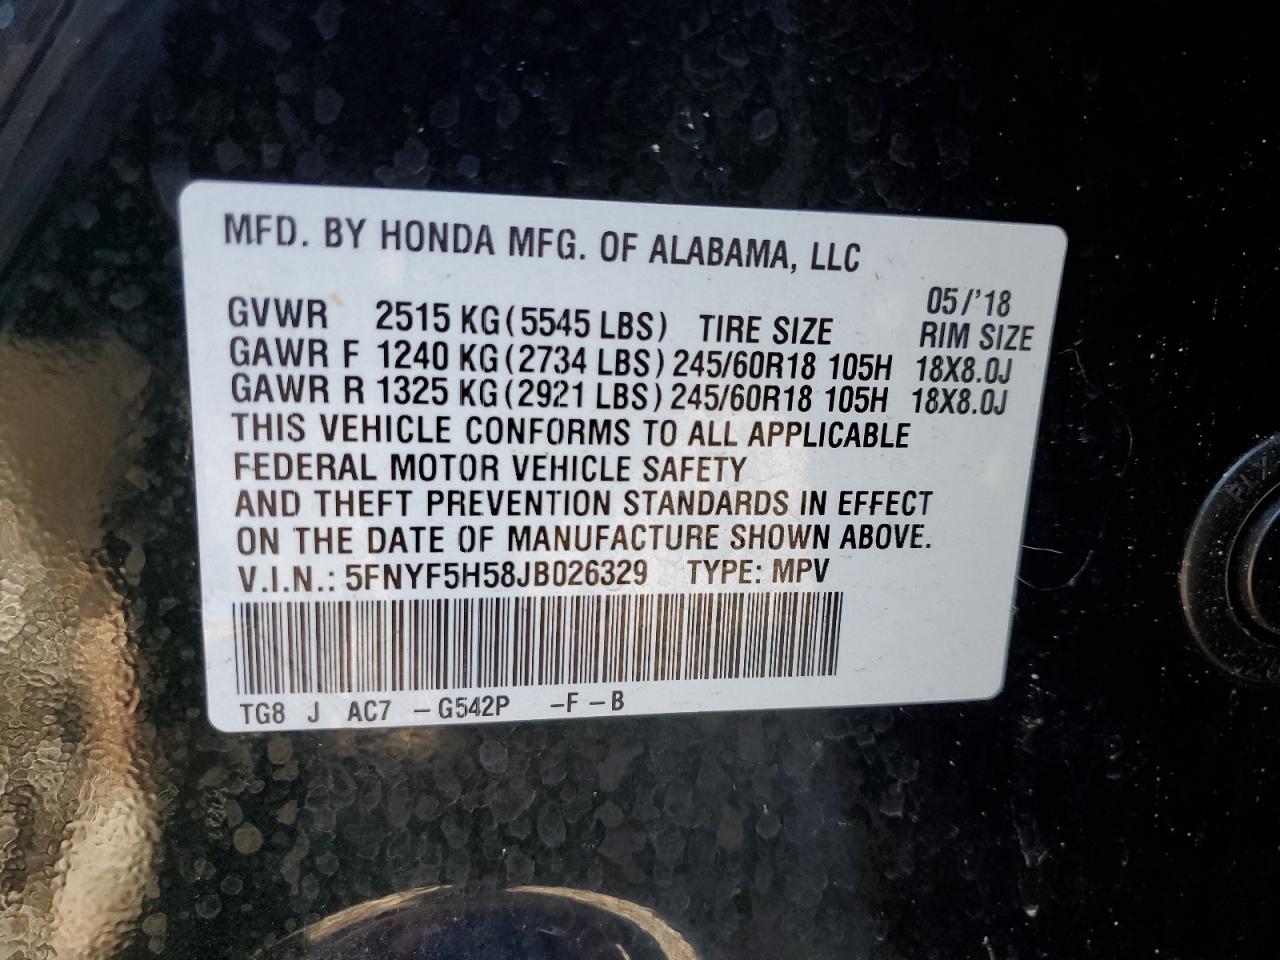 MFD. BY HONDA MFG. OF ALABAMA, LLC
05/'18
GVWR 2515 KG(5545 LBS) TIRE SIZE RIM SIZE
GAWR F 1240 KG(2734 LBS) 245/60R18 105H 18X8.0J
GAWR R 1325 KG(2921 LBS) 245/60R18 105H 18X8.0J
THIS VEHICLE CONFORMS TO ALL APPLICABLE
FEDERAL MOTOR VEHICLE SAFETY
AND THEFT PREVENTION STANDARDS IN EFFECT
ON THE DATE OF MANUFACTURE SHOWN ABOVE.
V.I.N.: 5FNYF5H58JB026329 TYPE: MPV
TG8 J AC7 -G542P -F-B